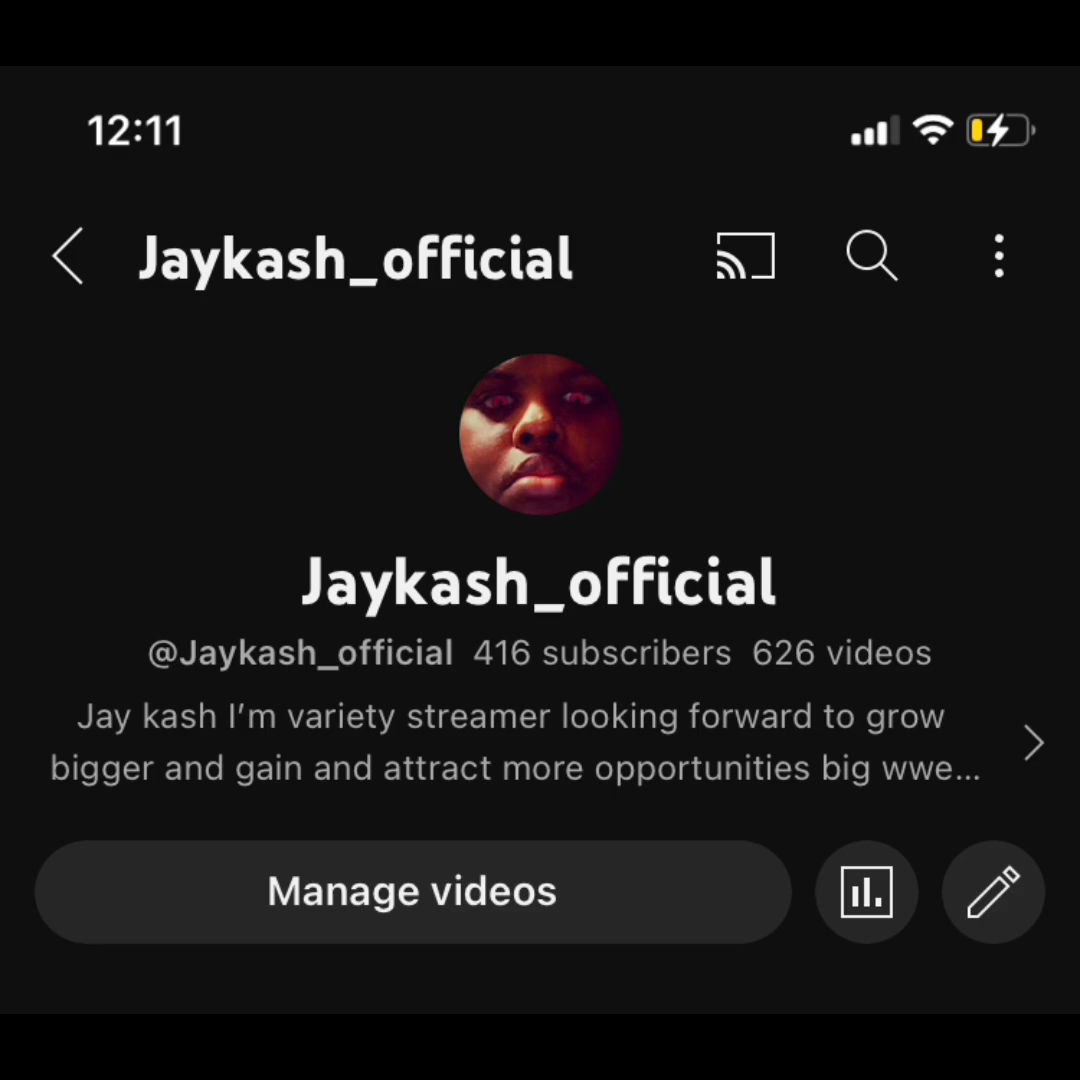 12:11
Jaykash_official
Jaykash_official
@Jaykash_official 416 subscribers 626 videos
Jay kash I’m variety streamer looking forward to grow
bigger and gain and attract more opportunities big wwe...
Manage videos